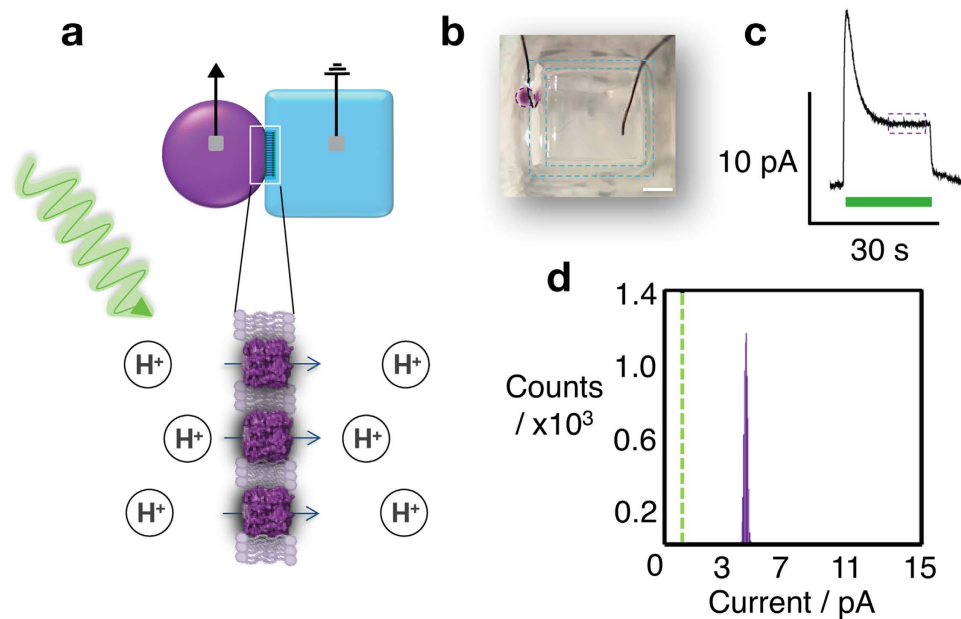 a
b
c
10 pA
30 s
H⁺
H⁺
H⁺
H⁺
H⁺
H⁺
d
1.4
1.0
0.6
0.2
Counts
/ x10³
0
3
7
11
15
Current / pA